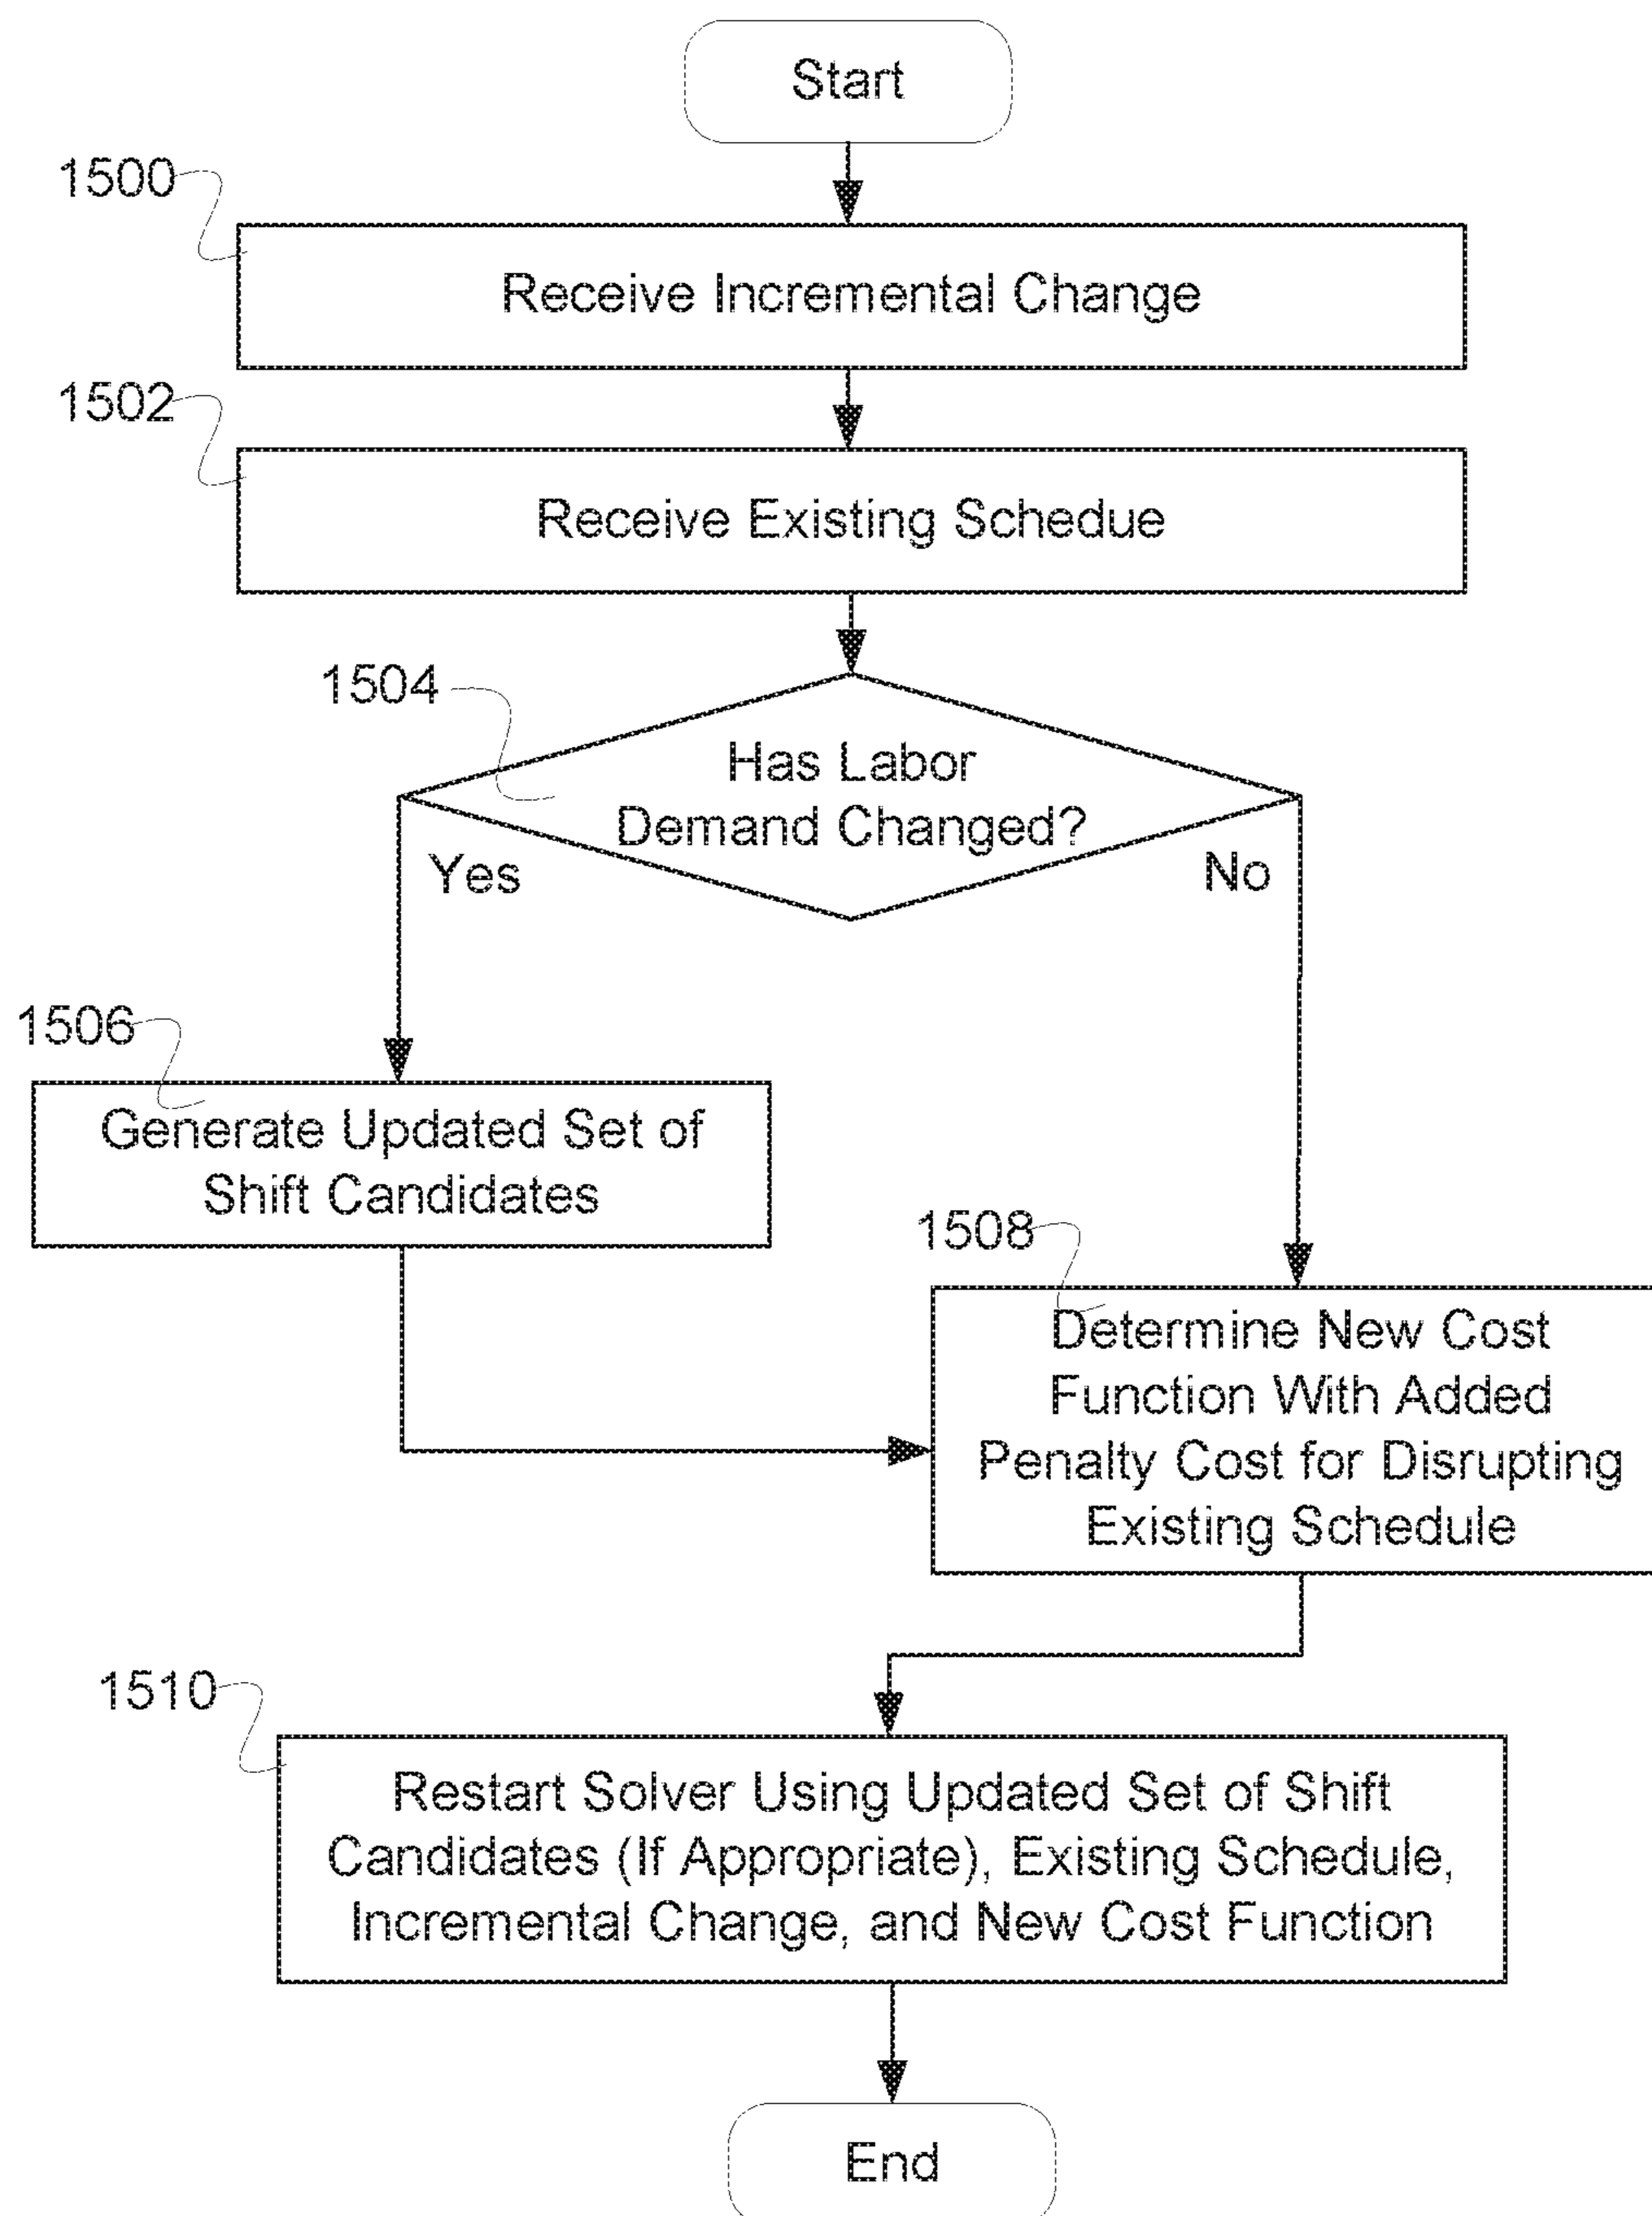 Start
1500
Receive Incremental Change
1502
Receive Existing Schedue
1504
Has Labor
Demand Changed?
Yes
No
1506
Generate Updated Set of
Shift Candidates
1508
Determine New Cost
Function With Added
Penalty Cost for Disrupting
Existing Schedule
1510
Restart Solver Using Updated Set of Shift
Candidates (If Appropriate), Existing Schedule,
Incremental Change, and New Cost Function
End